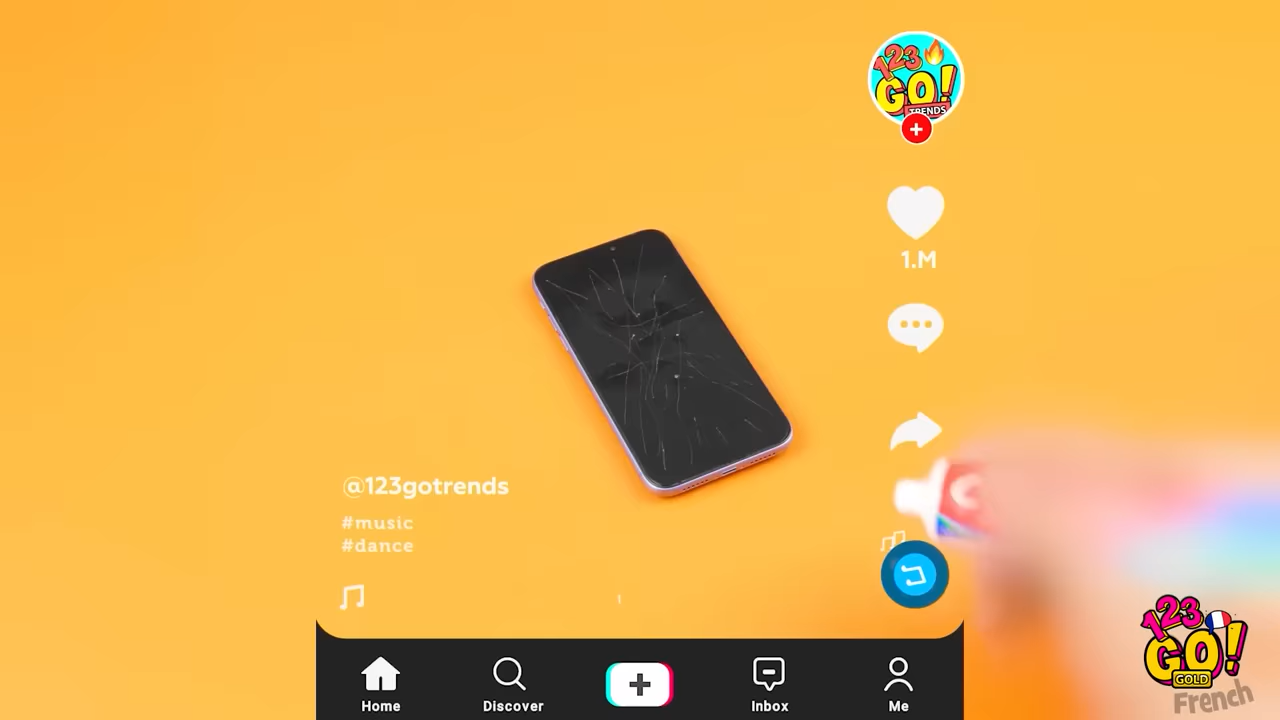 123
GO!
TRENDS
1.M
@123gotrends
#music
#dance
Home
Discover
Inbox
Me
123
GO!
GOLD
French